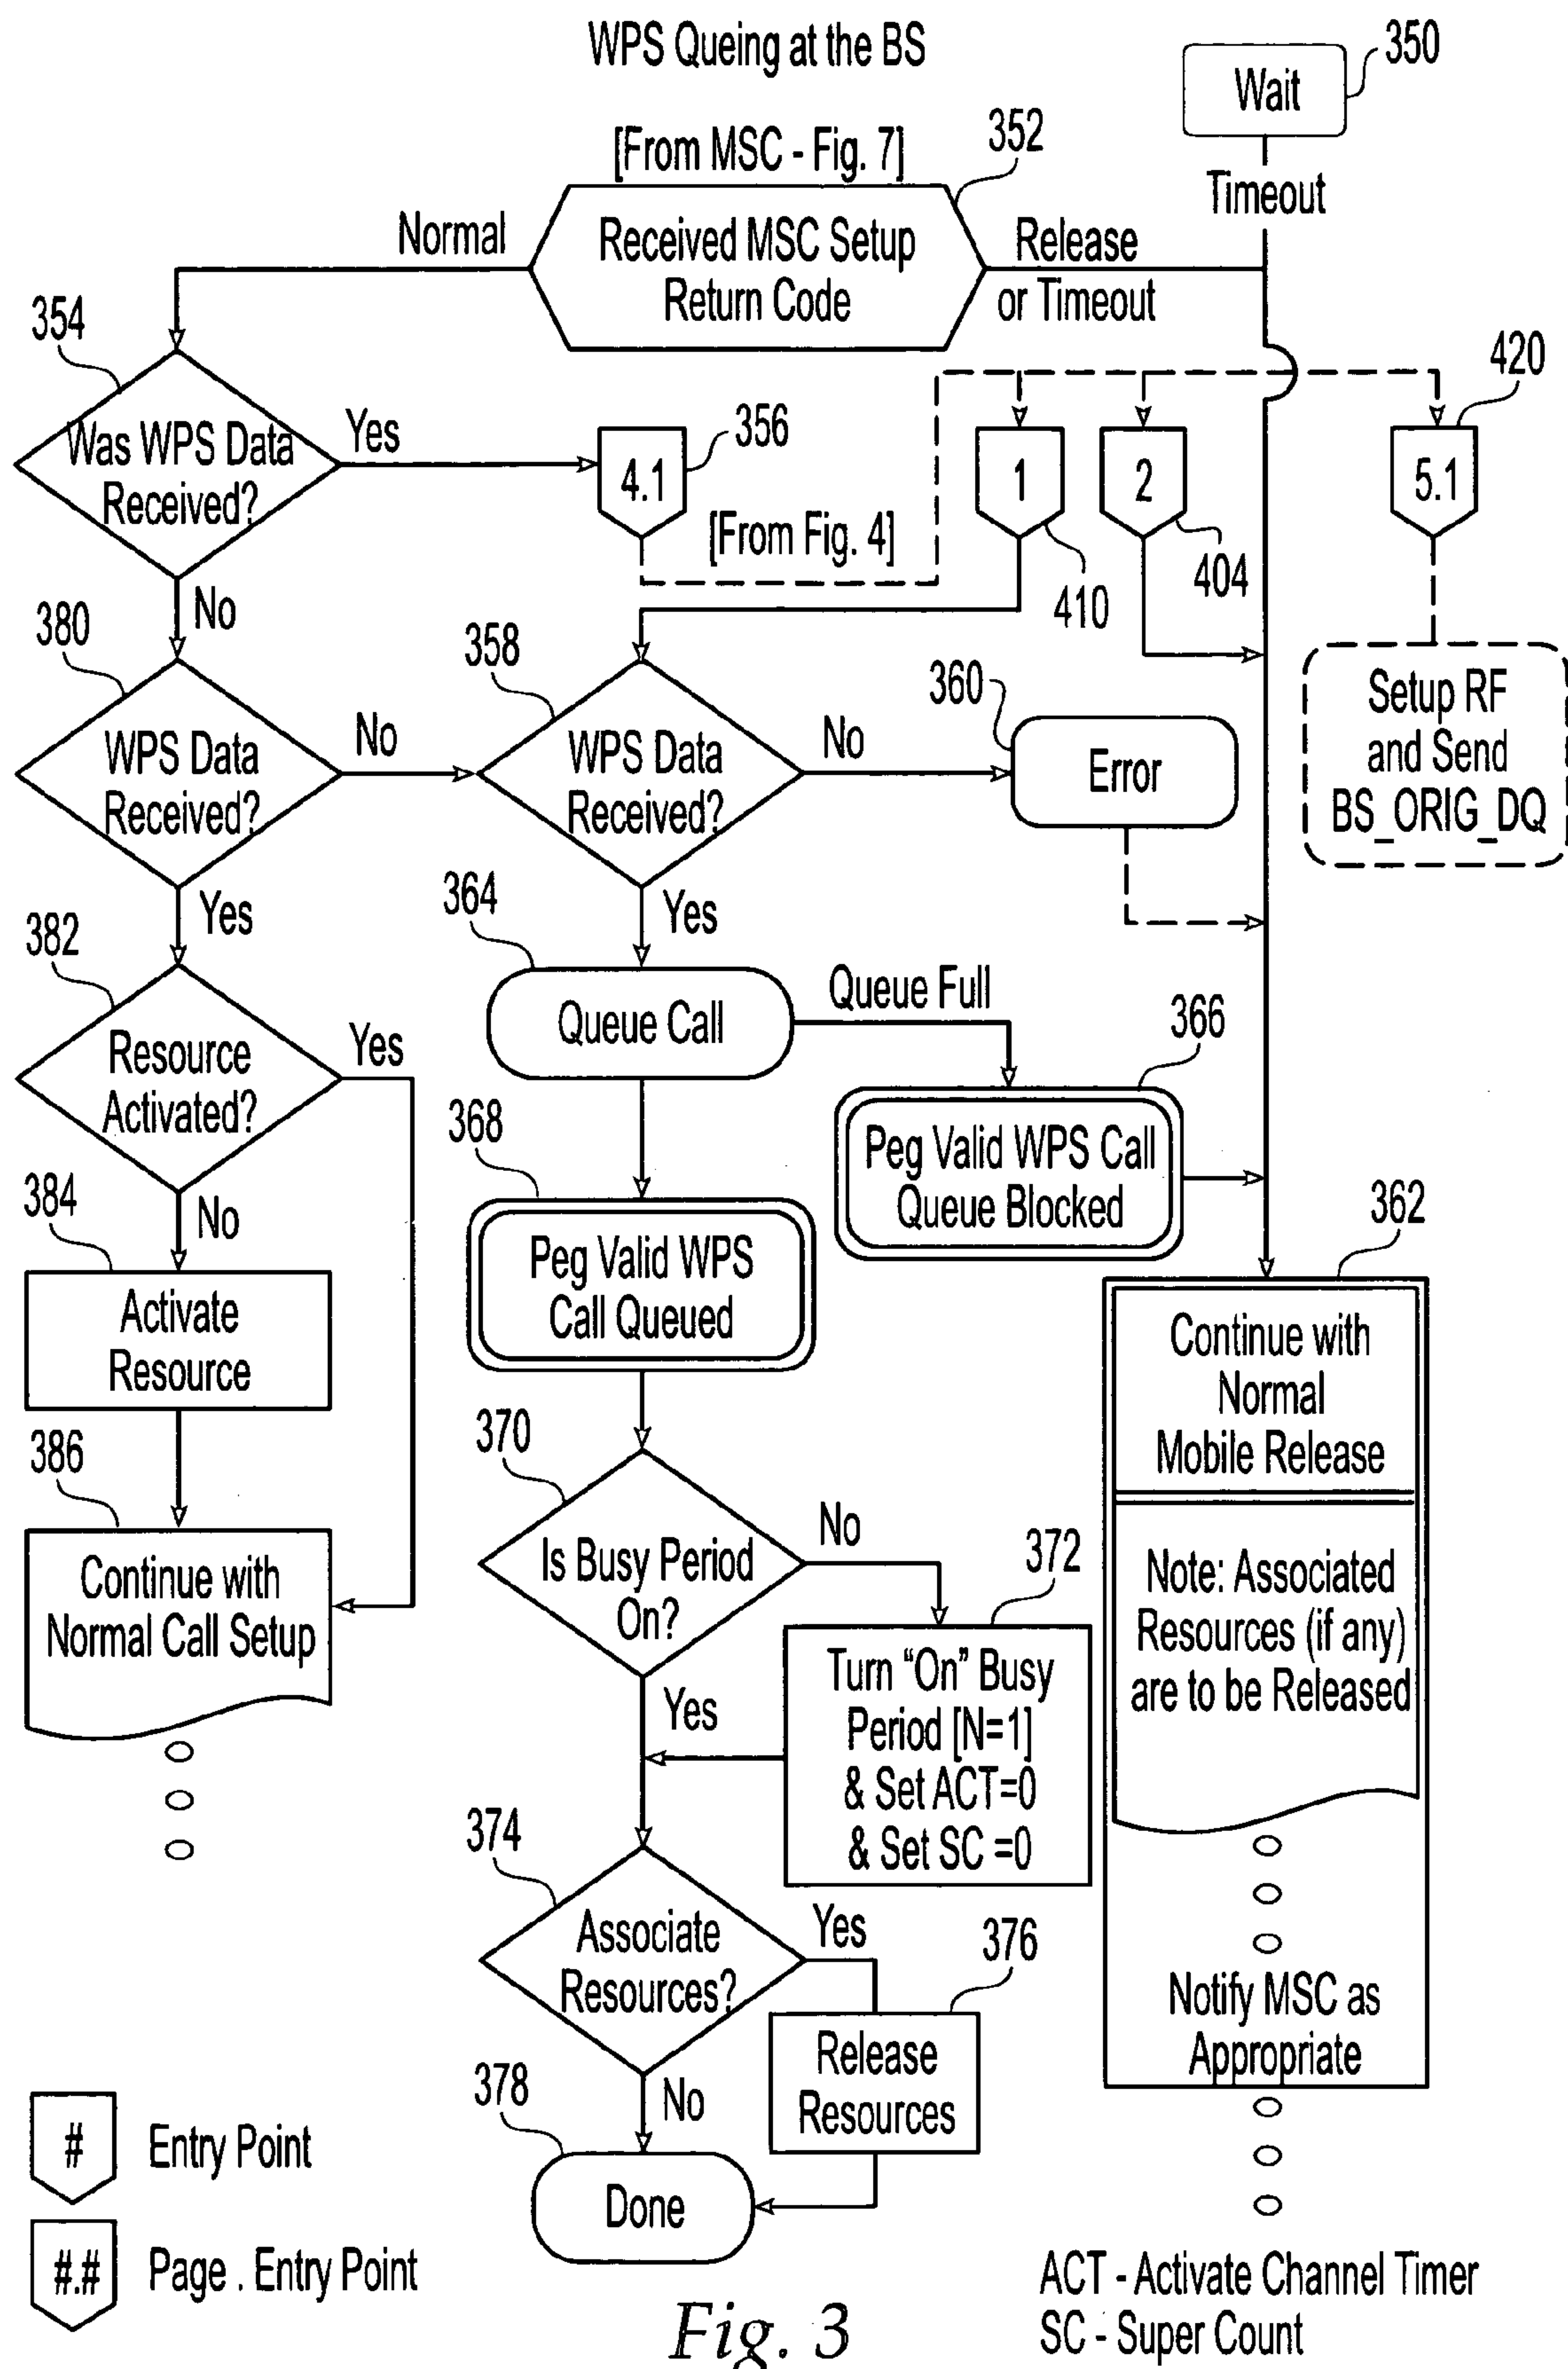 WPS Queing at the BS
350
Wait
[From MSC - Fig. 7]
352
Timeout
Normal
Received MSC Setup
Return Code
Release
or Timeout
354
Was WPS Data
Received?
Yes
4.1
356
[From Fig. 4]
1
410
2
404
420
5.1
Setup RF
and Send
BS_ORIG_DQ
No
380
WPS Data
Received?
No
358
WPS Data
Received?
No
360
Error
Yes
382
Resource
Activated?
Yes
Yes
364
Queue Call
Queue Full
366
Peg Valid WPS Call
Queue Blocked
368
Peg Valid WPS
Call Queued
No
384
Activate
Resource
386
Continue with
Normal Call Setup
362
Continue with
Normal
Mobile Release
Note: Associated
Resources (if any)
are to be Released
Notify MSC as
Appropriate
370
Is Busy Period
On?
No
372
Turn “On” Busy
Period [N=1]
& Set ACT=0
& Set SC =0
Yes
374
Associate
Resources?
Yes
376
Release
Resources
No
378
Done
# Entry Point
#.# Page . Entry Point
ACT - Activate Channel Timer
SC - Super Count
Fig. 3